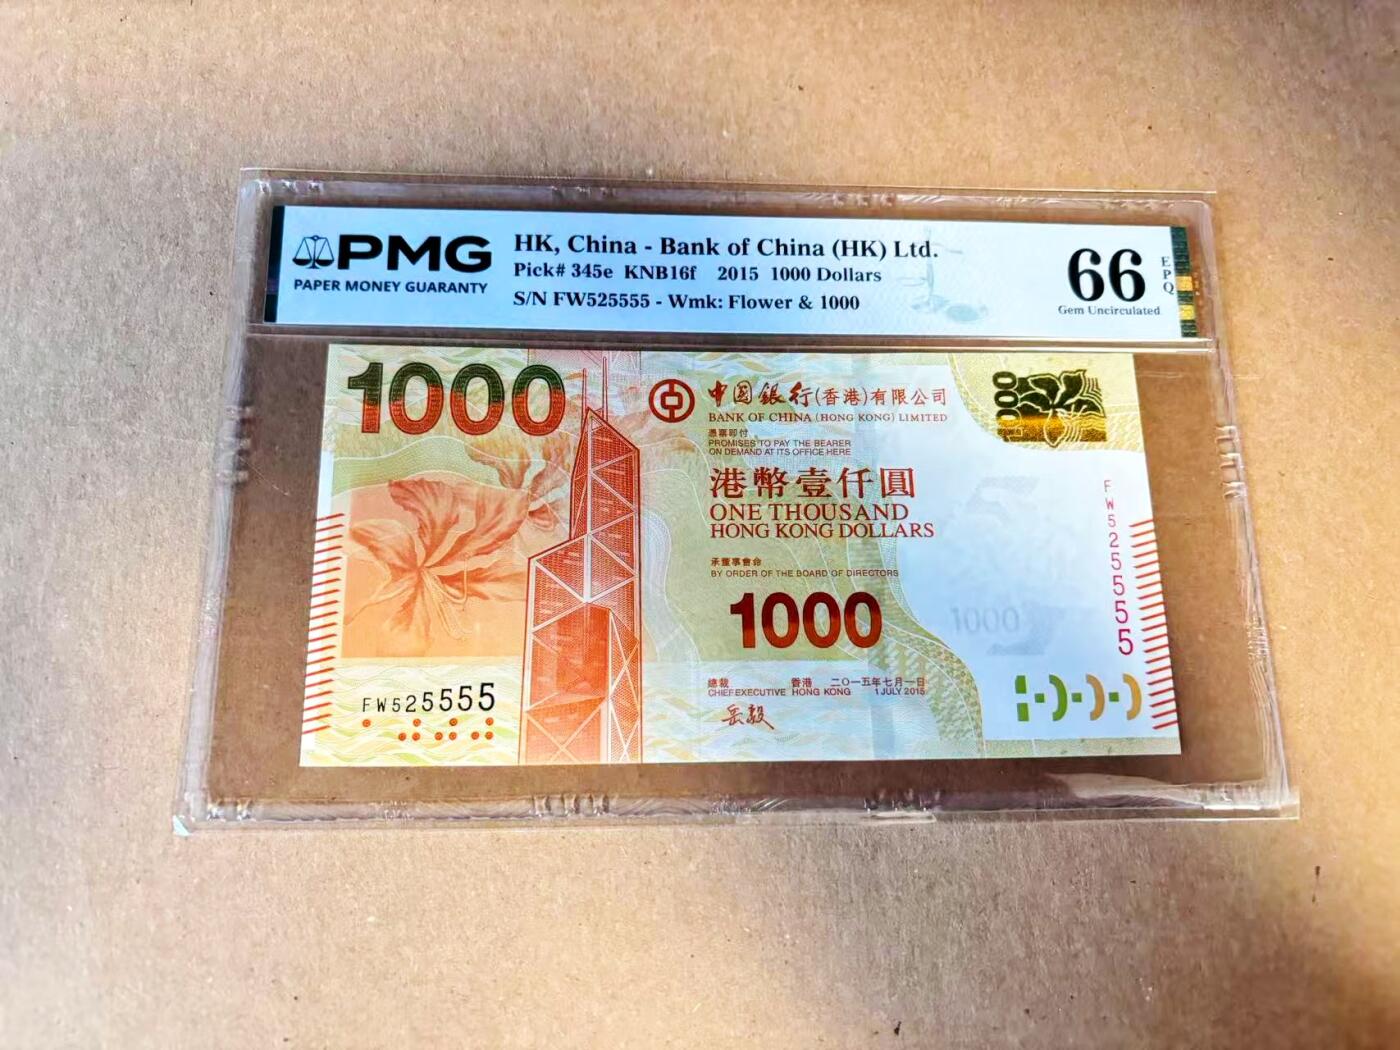 PMG
PAPER MONEY GUARANTY
HK, China - Bank of China (HK) Ltd.
Pick# 345e KNB16f 2015 1000 Dollars
S/N FW525555 - Wmk: Flower & 1000
66
EPQ
Gem Uncirculated
1000
中國銀行(香港)有限公司
BANK OF CHINA (HONG KONG) LIMITED
憑票即付
PROMISES TO PAY THE BEARER
ON DEMAND AT ITS OFFICE HERE
港幣壹仟圓
ONE THOUSAND
HONG KONG DOLLARS
承董事會命
BY ORDER OF THE BOARD OF DIRECTORS
1000
1000
總裁 香港 二〇一五年七月一日
CHIEF EXECUTIVE HONG KONG 1 JULY 2015
岳毅
FW525555
FW525555